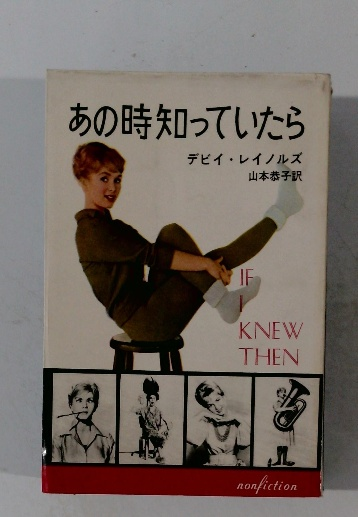 あの時知っていたら
デビイ・レイノルズ
山本恭子訳
IF
I
KNEW
THEN
nonfiction